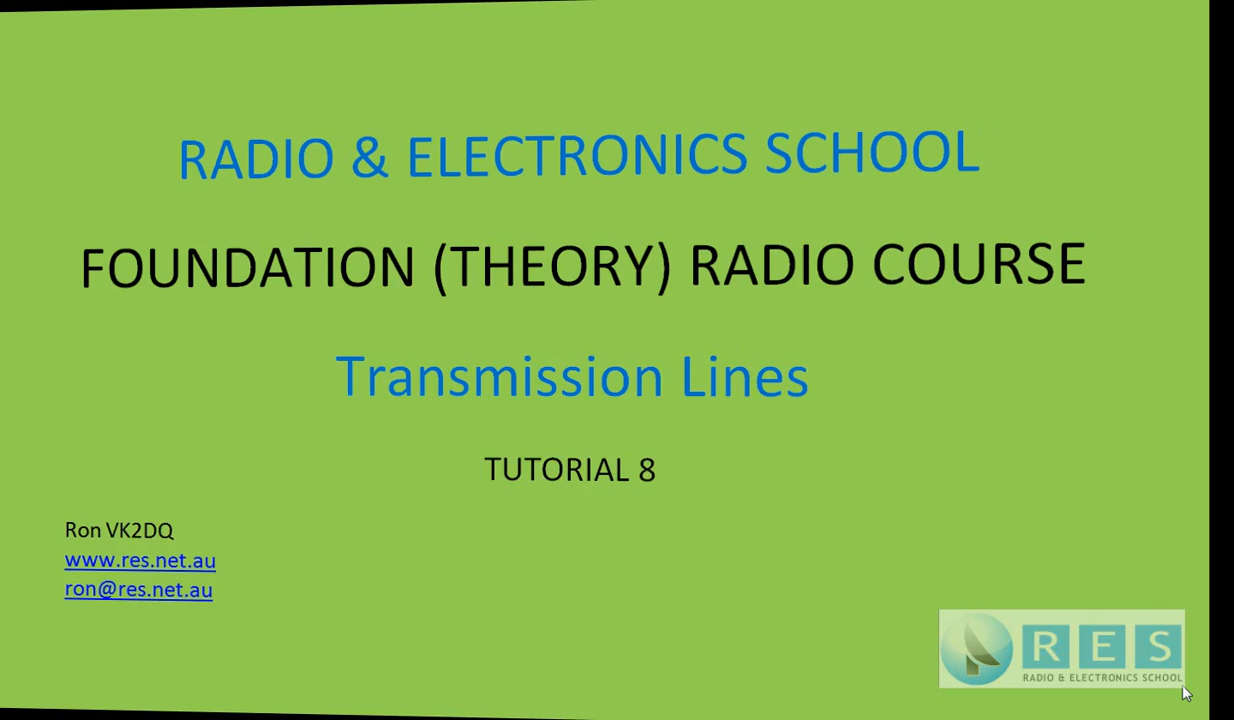 RADIO & ELECTRONICS SCHOOL
FOUNDATION (THEORY) RADIO COURSE
Transmission Lines
TUTORIAL 8
Ron VK2DQ
www.res.net.au
ron@res.net.au
RES
RADIO & ELECTRONICS SCHOOL